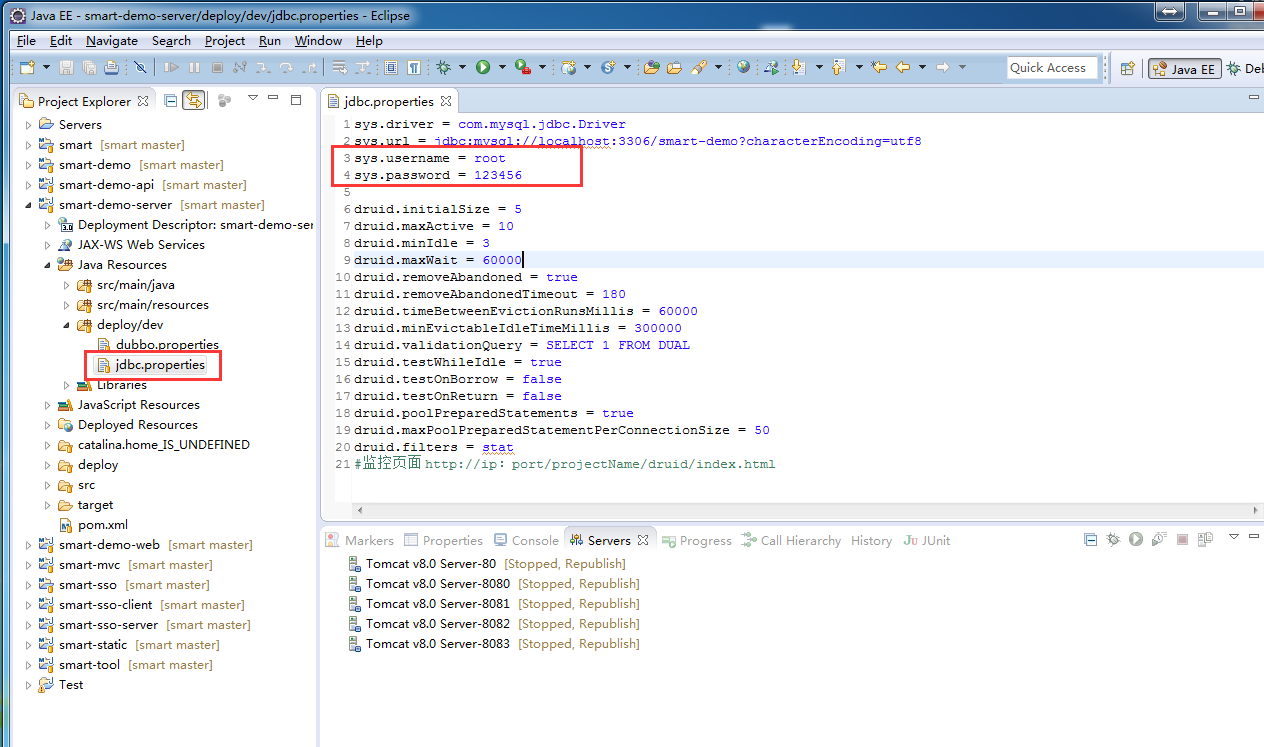 Java EE - smart-demo-server/deploy/dev/jdbc.properties - Eclipse
File Edit Navigate Search Project Run Window Help
Quick Access
Java EE
Deb
Project Explorer
Servers
smart [smart master]
smart-demo [smart master]
smart-demo-api [smart master]
smart-demo-server [smart master]
Deployment Descriptor: smart-demo-ser
JAX-WS Web Services
Java Resources
src/main/java
src/main/resources
deploy/dev
dubbo.properties
jdbc.properties
Libraries
JavaScript Resources
Deployed Resources
catalina.home_IS_UNDEFINED
deploy
src
target
pom.xml
smart-demo-web [smart master]
smart-mvc [smart master]
smart-sso [smart master]
smart-sso-client [smart master]
smart-sso-server [smart master]
smart-static [smart master]
smart-tool [smart master]
Test
jdbc.properties
1 sys.driver = com.mysql.jdbc.Driver
2 sys.url = jdbc:mysql://localhost:3306/smart-demo?characterEncoding=utf8
3 sys.username = root
4 sys.password = 123456
5
6 druid.initialSize = 5
7 druid.maxActive = 10
8 druid.minIdle = 3
9 druid.maxWait = 60000
10 druid.removeAbandoned = true
11 druid.removeAbandonedTimeout = 180
12 druid.timeBetweenEvictionRunsMillis = 60000
13 druid.minEvictableIdleTimeMillis = 300000
14 druid.validationQuery = SELECT 1 FROM DUAL
15 druid.testWhileIdle = true
16 druid.testOnBorrow = false
17 druid.testOnReturn = false
18 druid.poolPreparedStatements = true
19 druid.maxPoolPreparedStatementPerConnectionSize = 50
20 druid.filters = stat
21 #监控页面 http://ip：port/projectName/druid/index.html
Markers Properties Console Servers Progress Call Hierarchy History JUnit
Tomcat v8.0 Server-80 [Stopped, Republish]
Tomcat v8.0 Server-8080 [Stopped, Republish]
Tomcat v8.0 Server-8081 [Stopped, Republish]
Tomcat v8.0 Server-8082 [Stopped, Republish]
Tomcat v8.0 Server-8083 [Stopped, Republish]